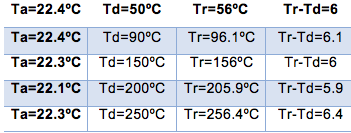 Ta=22.4ºC Td=50ºC Tr=56ºC Tr-Td=6
Ta=22.4ºC Td=90ºC Tr=96.1ºC Tr-Td=6.1
Ta=22.3ºC Td=150ºC Tr=156ºC Tr-Td=6
Ta=22.1ºC Td=200ºC Tr=205.9ºC Tr-Td=5.9
Ta=22.3ºC Td=250ºC Tr=256.4ºC Tr-Td=6.4